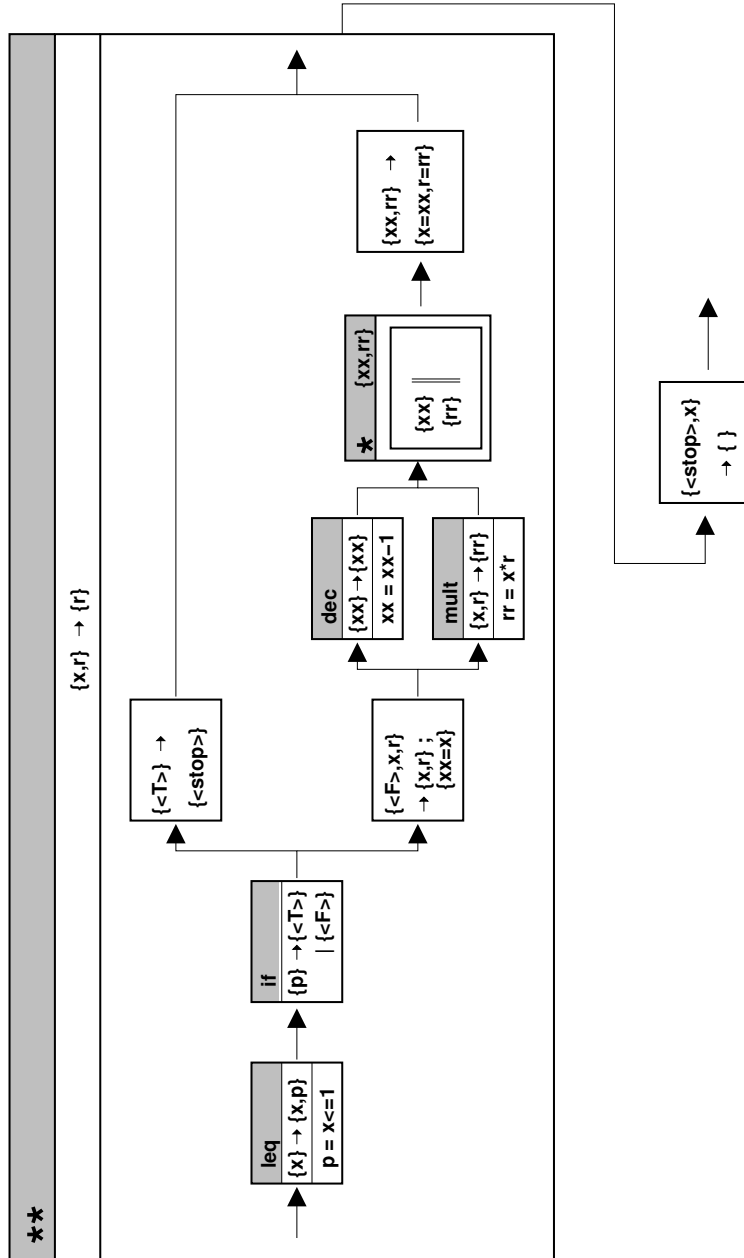 **
{x,r} → {r}
leq
{x} → {x,p}
p = x<=1
if
{p} → {<T>}
| {<F>}
{<T>} →
{<stop>}
{<F>,x,r}
→ {x,r} ;
{xx=x}
dec
{xx} → {xx}
xx = xx−1
mult
{x,r} → {rr}
rr = x*r
* {xx,rr}
{xx}
{rr}
{xx,rr} →
{x=xx,r=rr}
{<stop>,x}
→ { }